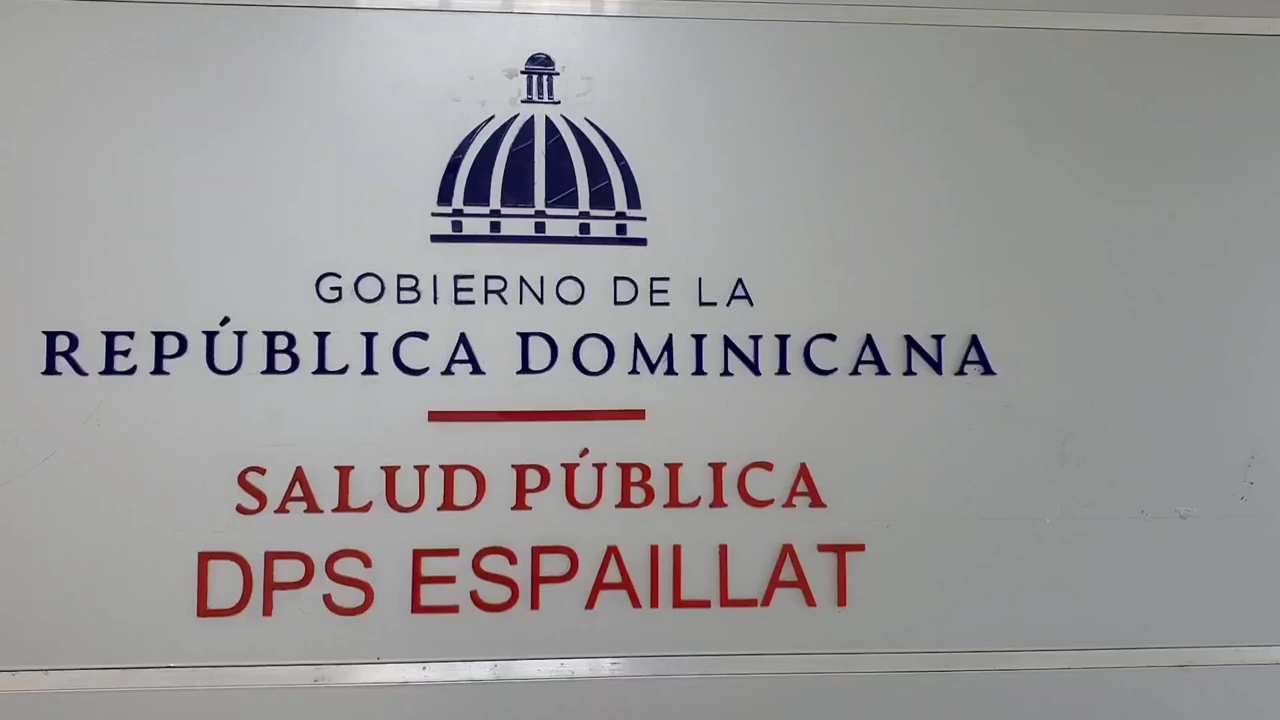 GOBIERNO DE LA
REPÚBLICA DOMINICANA
SALUD PÚBLICA
DPS ESPAILLAT